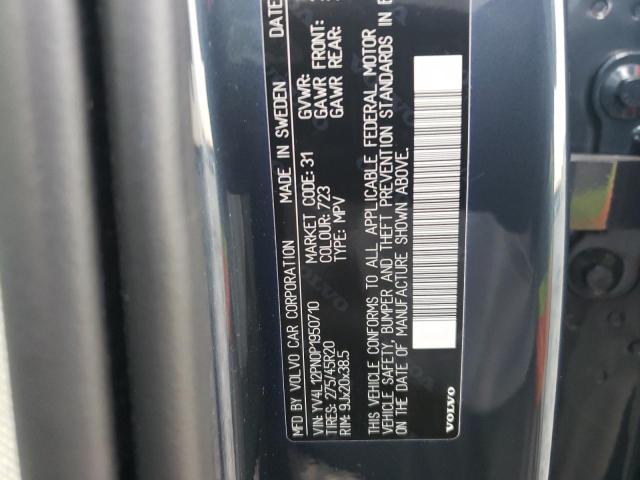 MFD BY VOLVO CAR CORPORATION MADE IN SWEDEN DATE
VIN: YV4L12PN0P1950710
TIRES: 275/45R20
RIM: 9Jx20x38.5
MARKET CODE: 31
COLOUR: 723
TYPE: MPV
GVWR:
GAWR FRONT:
GAWR REAR:
THIS VEHICLE CONFORMS TO ALL APPLICABLE FEDERAL MOTOR
VEHICLE SAFETY, BUMPER AND THEFT PREVENTION STANDARDS IN
ON THE DATE OF MANUFACTURE SHOWN ABOVE.
VOLVO